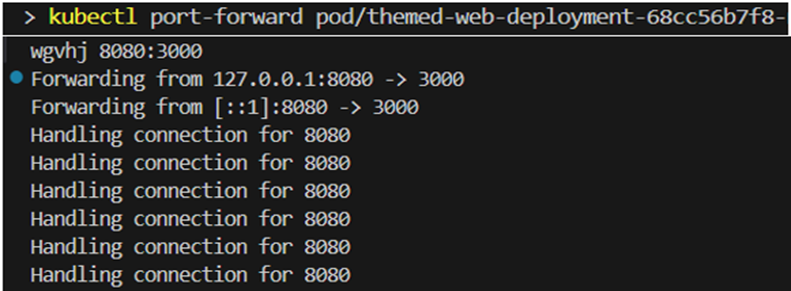 > kubectl port-forward pod/themed-web-deployment-68cc56b7f8-
wgvhj 8080:3000
Forwarding from 127.0.0.1:8080 -> 3000
Forwarding from [::1]:8080 -> 3000
Handling connection for 8080
Handling connection for 8080
Handling connection for 8080
Handling connection for 8080
Handling connection for 8080
Handling connection for 8080